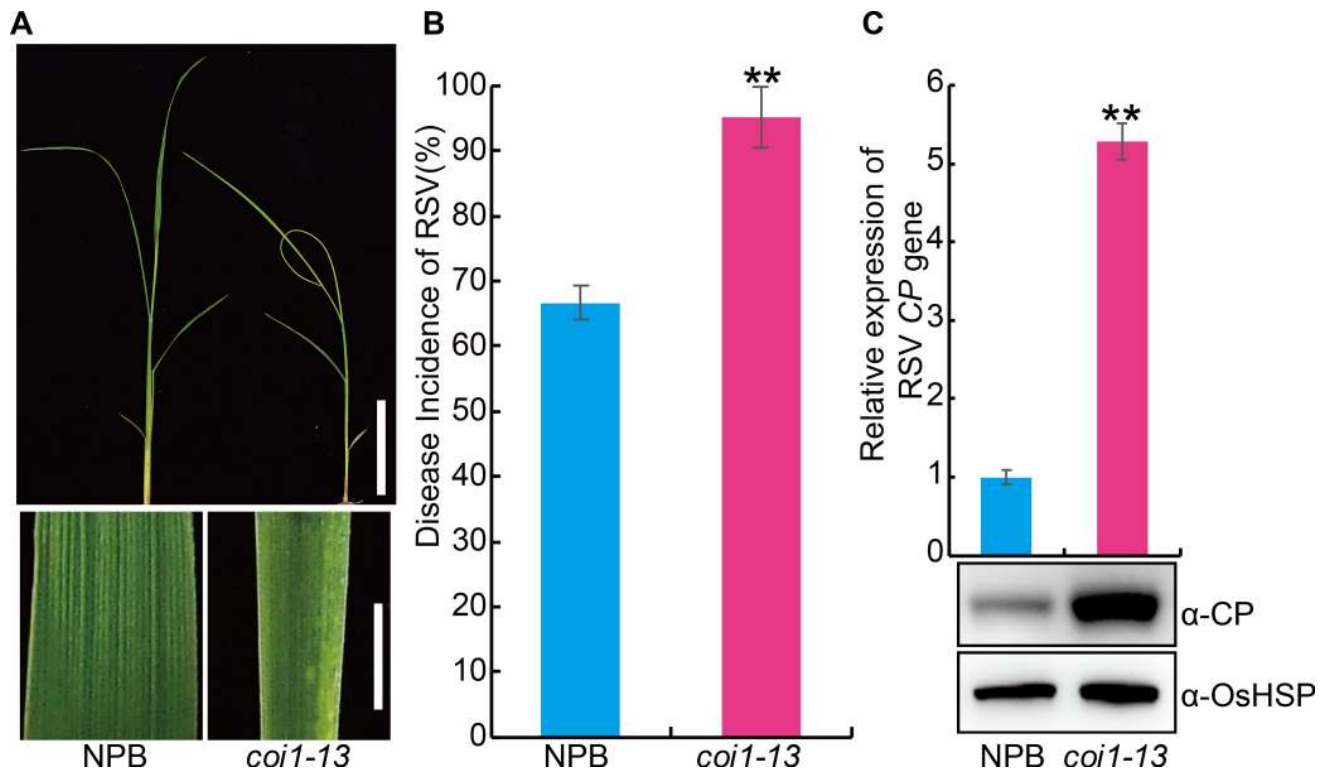 A
NPB
coi1-13
B
Disease Incidence of RSV(%)
100
90
80
70
60
50
40
30
20
10
0
**
NPB
coi1-13
C
Relative expression of
RSV CP gene
6
5
4
3
2
1
0
**
α-CP
α-OsHSP
NPB
coi1-13